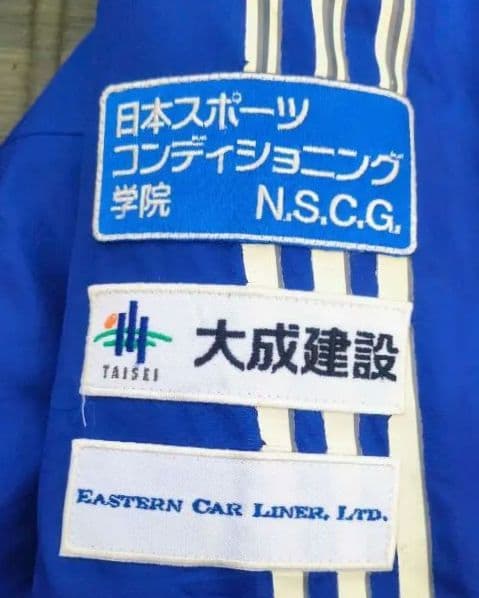 日本スポーツ
コンディショニング
学院 N.S.C.G.
大成建設
TAISEI
EASTERN CAR LINER, LTD.